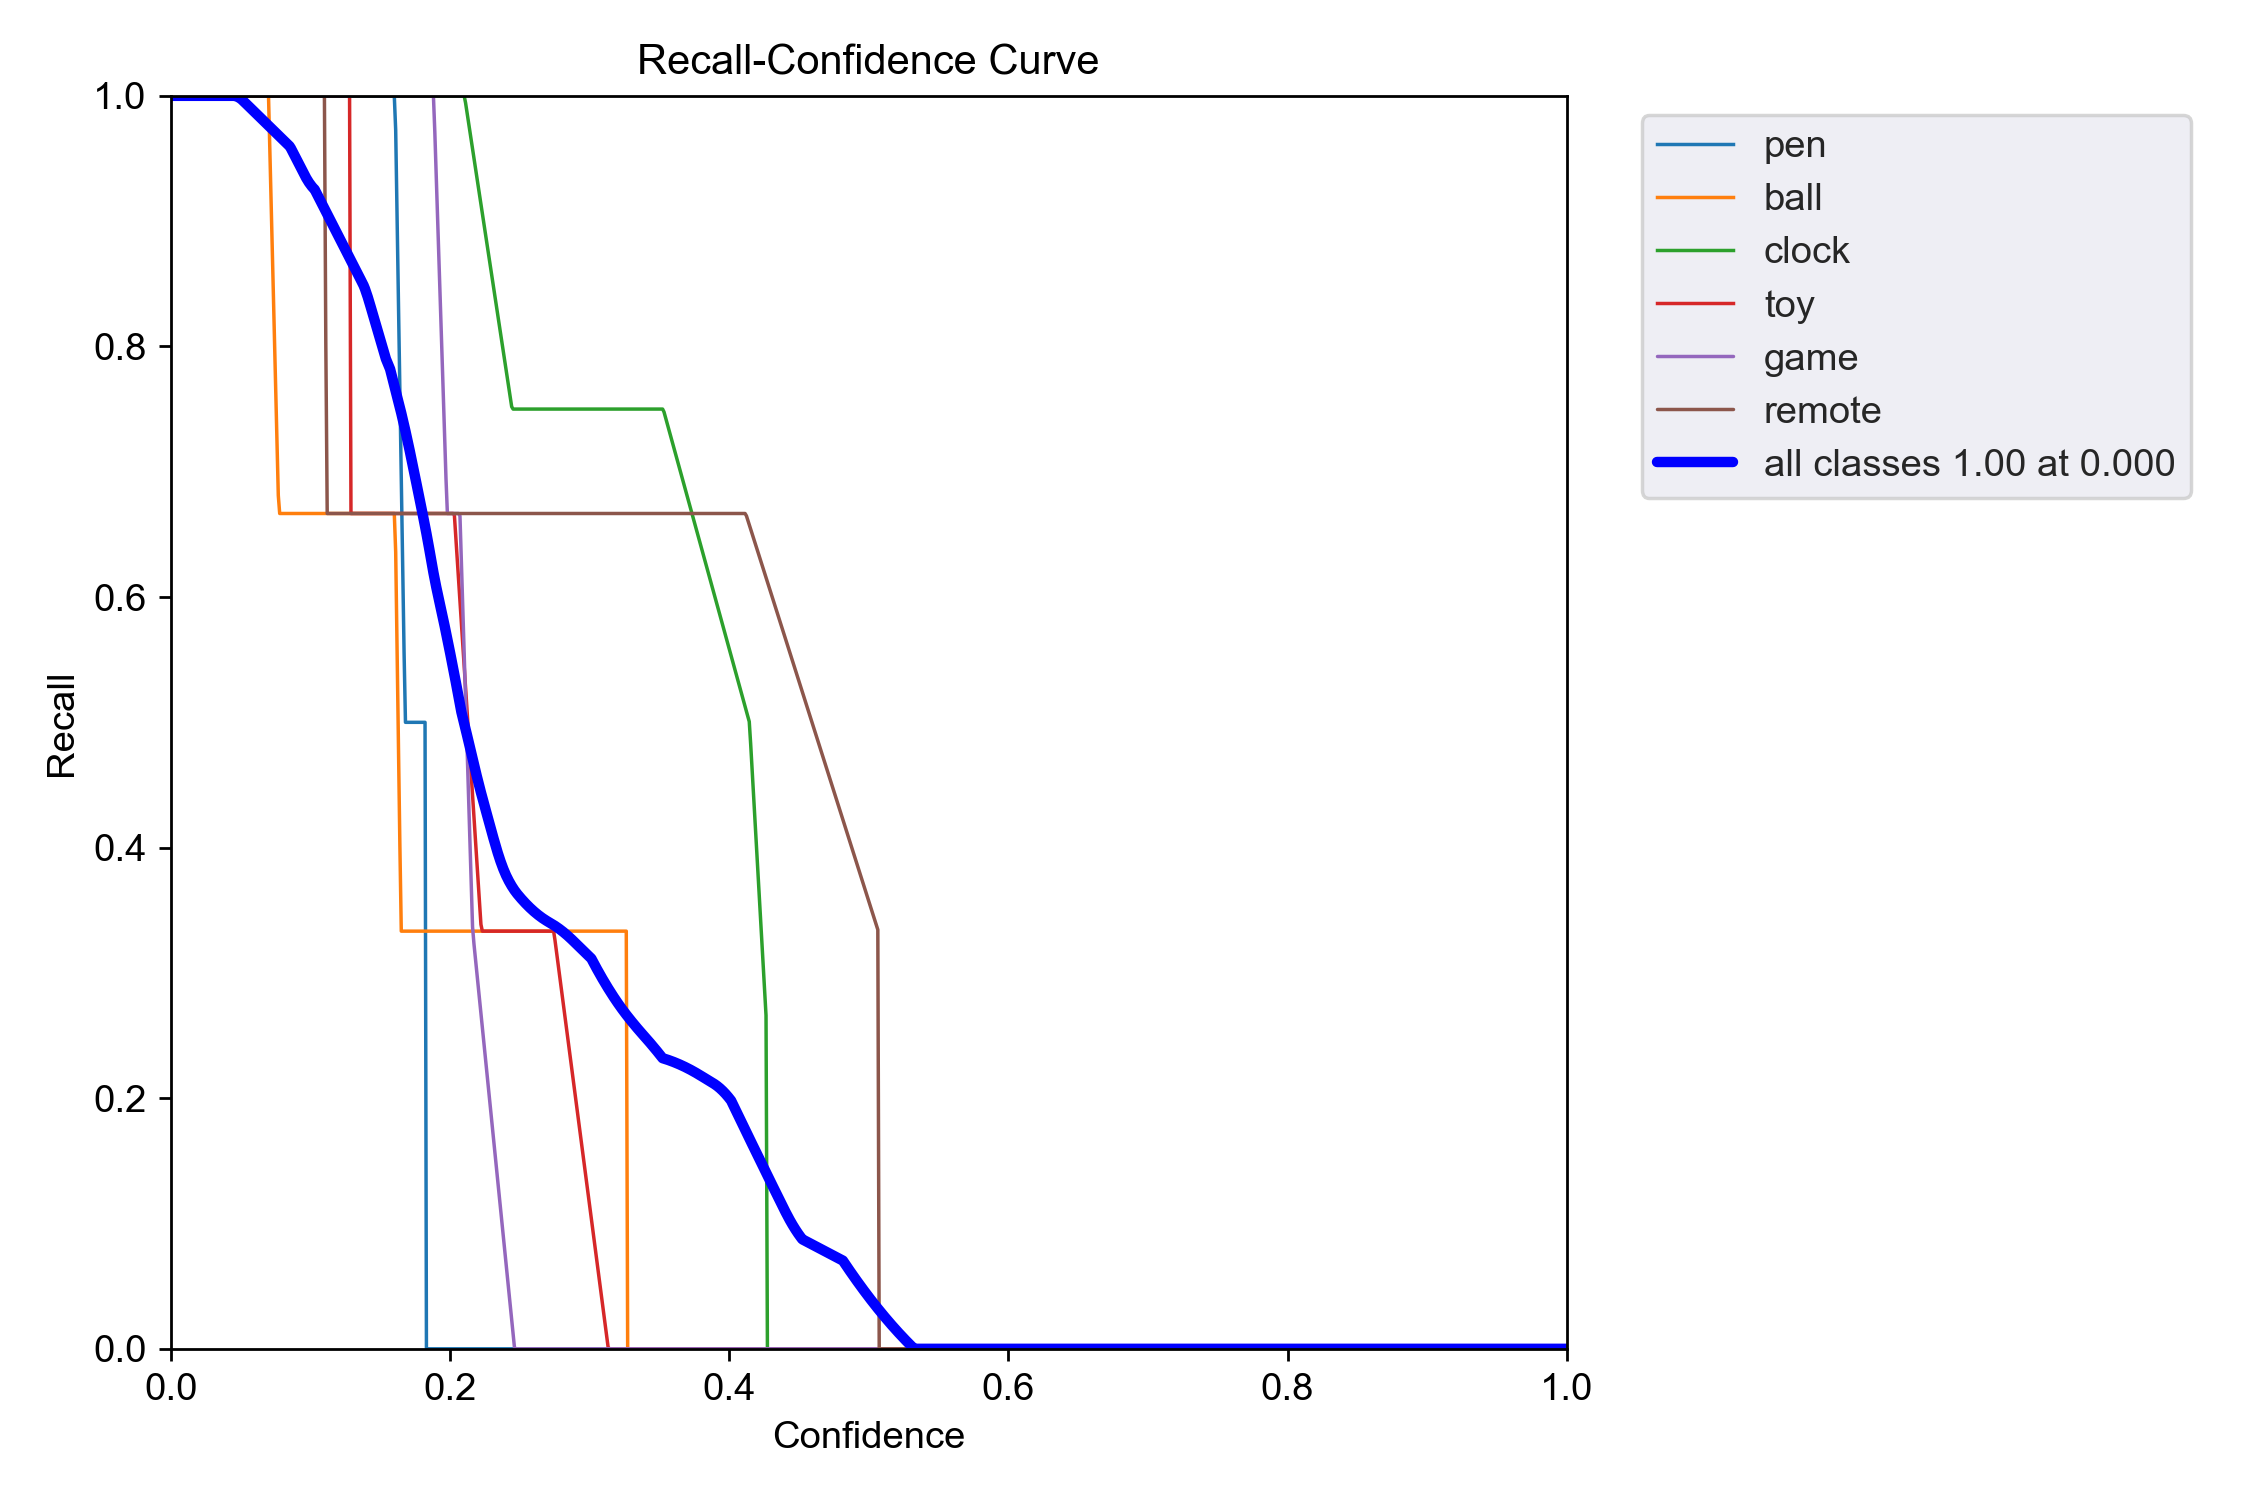 Recall-Confidence Curve
1.0
0.8
0.6
0.4
0.2
0.0
Recall
0.0 0.2 0.4 0.6 0.8 1.0
Confidence
pen
ball
clock
toy
game
remote
all classes 1.00 at 0.000